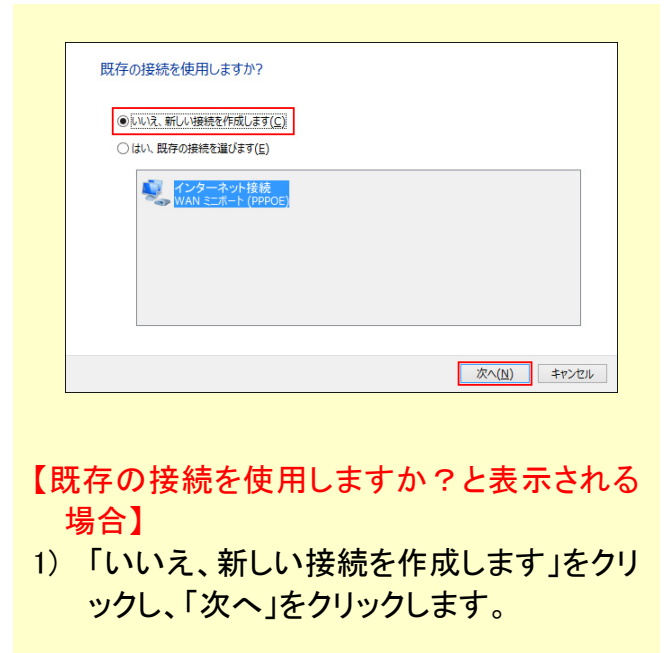 既存の接続を使用しますか?
いいえ、新しい接続を作成します(C)
はい、既存の接続を選びます(E)
インターネット接続
WAN ミニポート (PPPOE)
次へ(N)
キャンセル
【既存の接続を使用しますか？と表示される
場合】
1) 「いいえ、新しい接続を作成します」をクリ
ックし、「次へ」をクリックします。